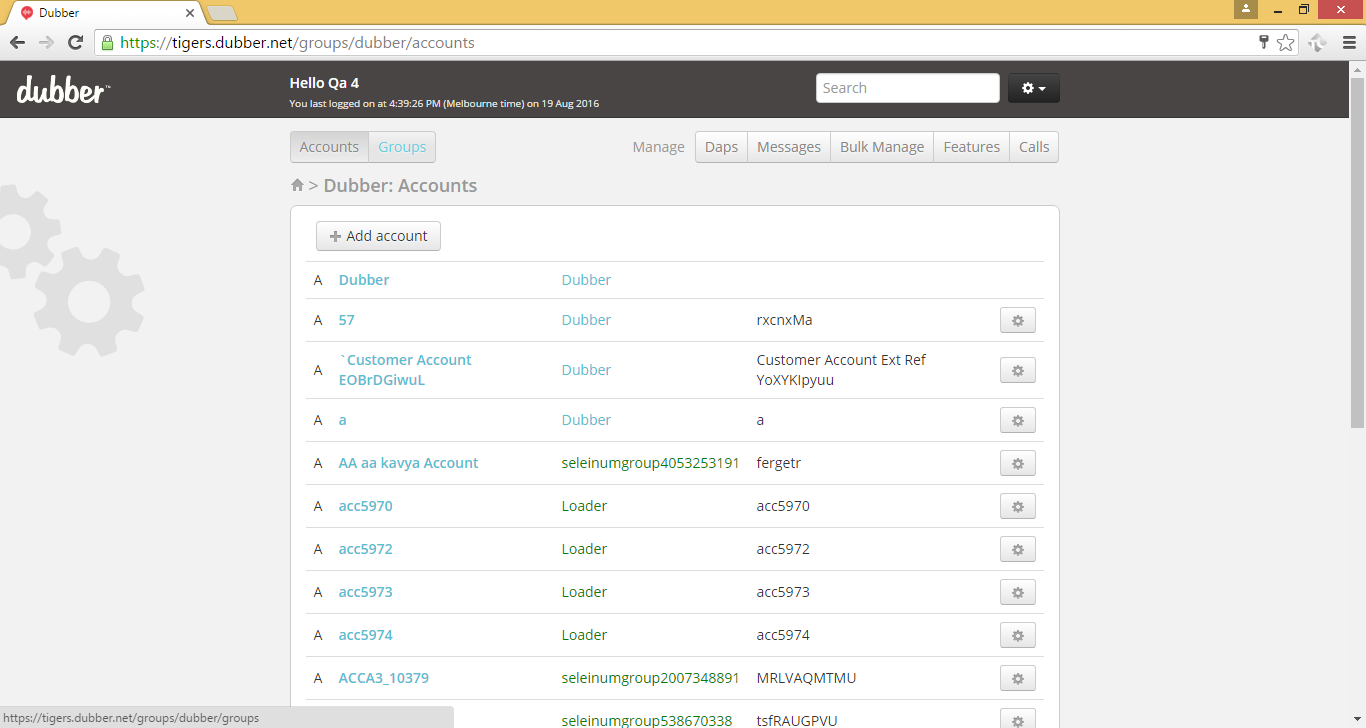 Dubber
https://tigers.dubber.net/groups/dubber/accounts
dubber™
Hello Qa 4
You last logged on at 4:39:26 PM (Melbourne time) on 19 Aug 2016
Search
Accounts Groups
Manage Daps Messages Bulk Manage Features Calls
> Dubber: Accounts
+ Add account
A Dubber Dubber
A 57 Dubber rxcnxMa
A `Customer Account EOBrDGiwuL Dubber Customer Account Ext Ref YoXYKIpyuu
A a Dubber a
A AA aa kavya Account seleinumgroup4053253191 fergetr
A acc5970 Loader acc5970
A acc5972 Loader acc5972
A acc5973 Loader acc5973
A acc5974 Loader acc5974
A ACCA3_10379 seleinumgroup2007348891 MRLVAQMTMU
seleinumgroup538670338 tsfRAUGPVU
https://tigers.dubber.net/groups/dubber/groups